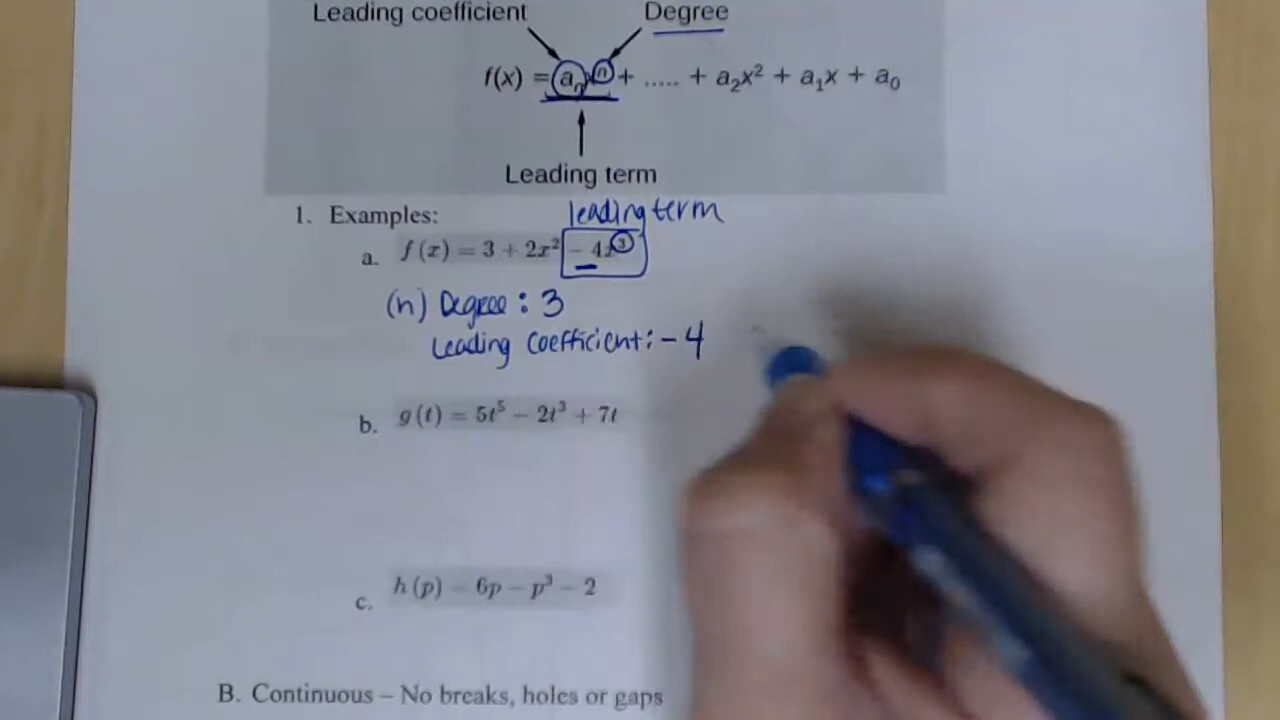 Leading coefficient Degree
f(x) = aₙxⁿ + ..... + a₂x² + a₁x + a₀
Leading term
1. Examples: leading term
a. f(x) = 3 + 2x² − 4x³
(n) Degree : 3
Leading Coefficient: −4
b. g(t) = 5t⁵ − 2t³ + 7t
c. h(p) = 6p − p³ − 2
B. Continuous – No breaks, holes or gaps